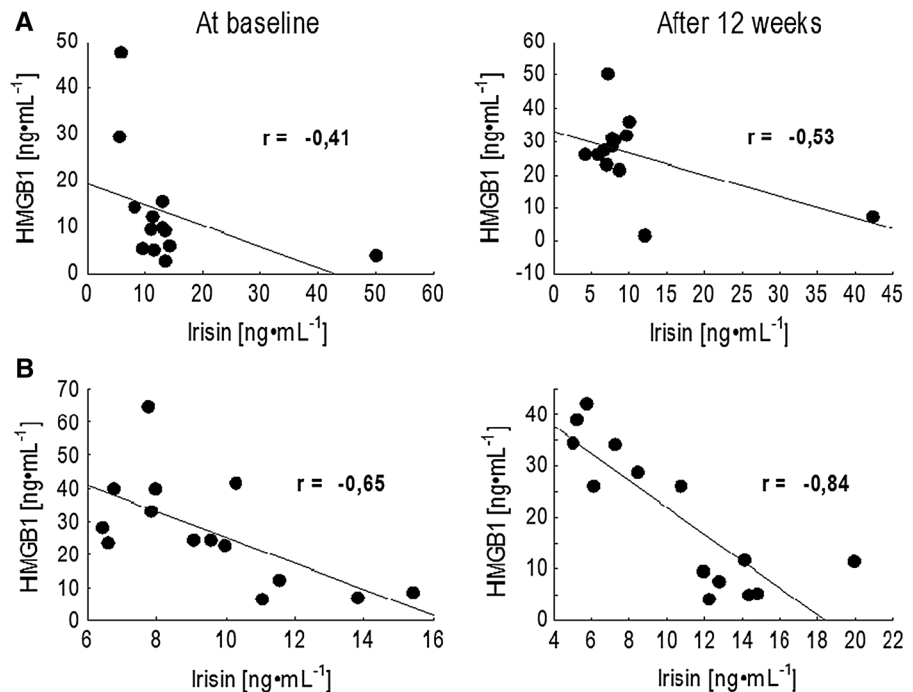 A
At baseline
After 12 weeks
HMGB1 [ng•mL⁻¹]
50
40
30
20
10
0
r = -0,41
0 10 20 30 40 50 60
Irisin [ng•mL⁻¹]
HMGB1 [ng•mL⁻¹]
60
50
40
30
20
10
0
-10
r = -0,53
0 5 10 15 20 25 30 35 40 45
Irisin [ng•mL⁻¹]
B
HMGB1 [ng•mL⁻¹]
70
60
50
40
30
20
10
0
r = -0,65
6 8 10 12 14 16
Irisin [ng•mL⁻¹]
HMGB1 [ng•mL⁻¹]
40
30
20
10
0
r = -0,84
4 6 8 10 12 14 16 18 20 22
Irisin [ng•mL⁻¹]